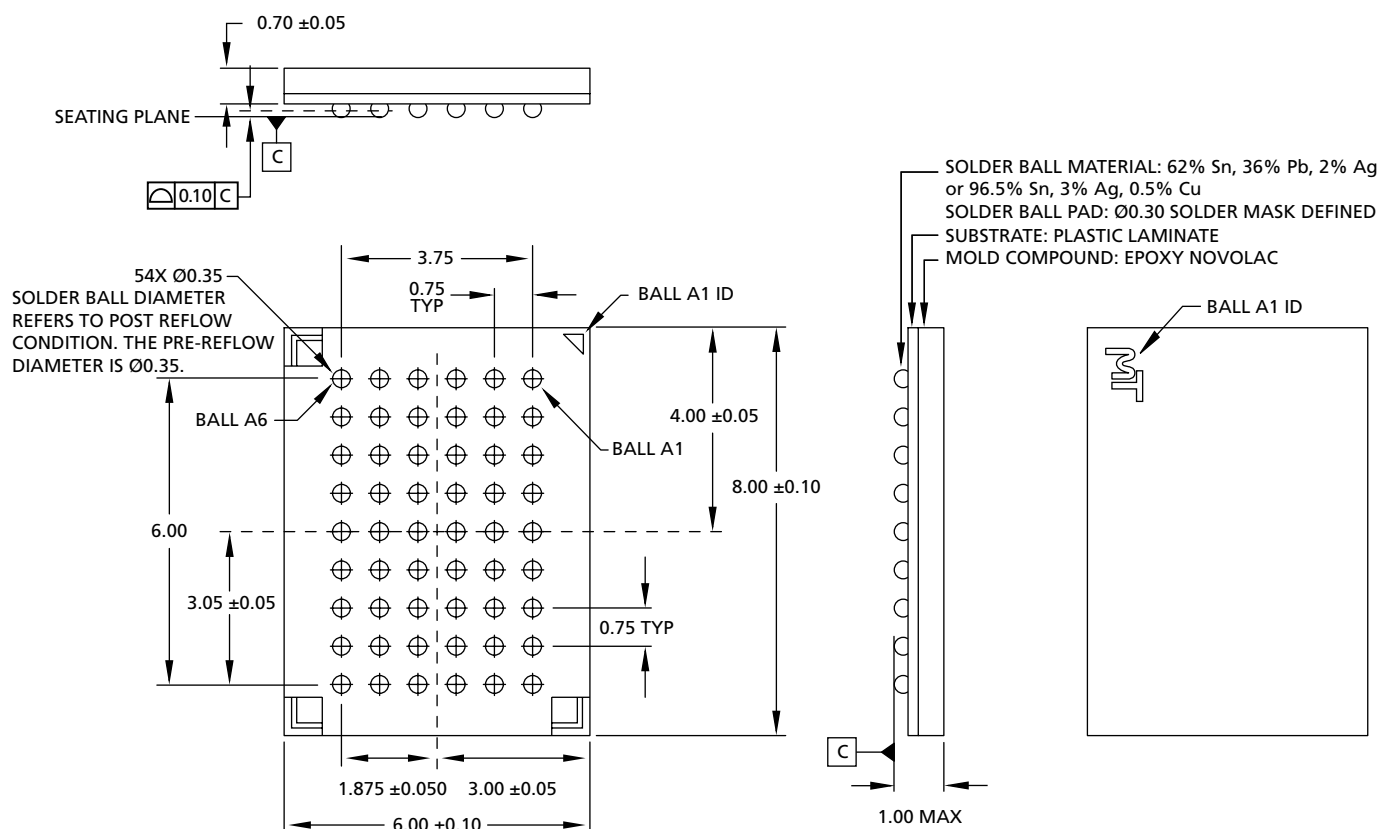 0.70 ±0.05
SEATING PLANE
C
0.10 C
SOLDER BALL MATERIAL: 62% Sn, 36% Pb, 2% Ag
or 96.5% Sn, 3% Ag, 0.5% Cu
SOLDER BALL PAD: Ø0.30 SOLDER MASK DEFINED
SUBSTRATE: PLASTIC LAMINATE
MOLD COMPOUND: EPOXY NOVOLAC
3.75
54X Ø0.35
SOLDER BALL DIAMETER
REFERS TO POST REFLOW
CONDITION. THE PRE-REFLOW
DIAMETER IS Ø0.35.
0.75
TYP
BALL A1 ID
BALL A1 ID
MT
BALL A6
4.00 ±0.05
BALL A1
8.00 ±0.10
6.00
3.05 ±0.05
0.75 TYP
C
1.875 ±0.050
3.00 ±0.05
1.00 MAX
6.00 ±0.10